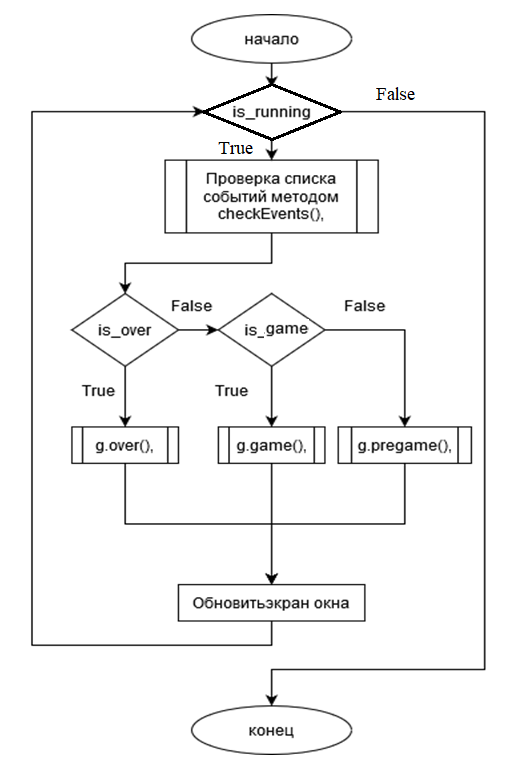 начало
is_running
False
True
Проверка списка
событий методом
checkEvents(),
False
False
is_over
is_game
True
True
g.over(),
g.game(),
g.pregame(),
Обновитьэкран окна
конец